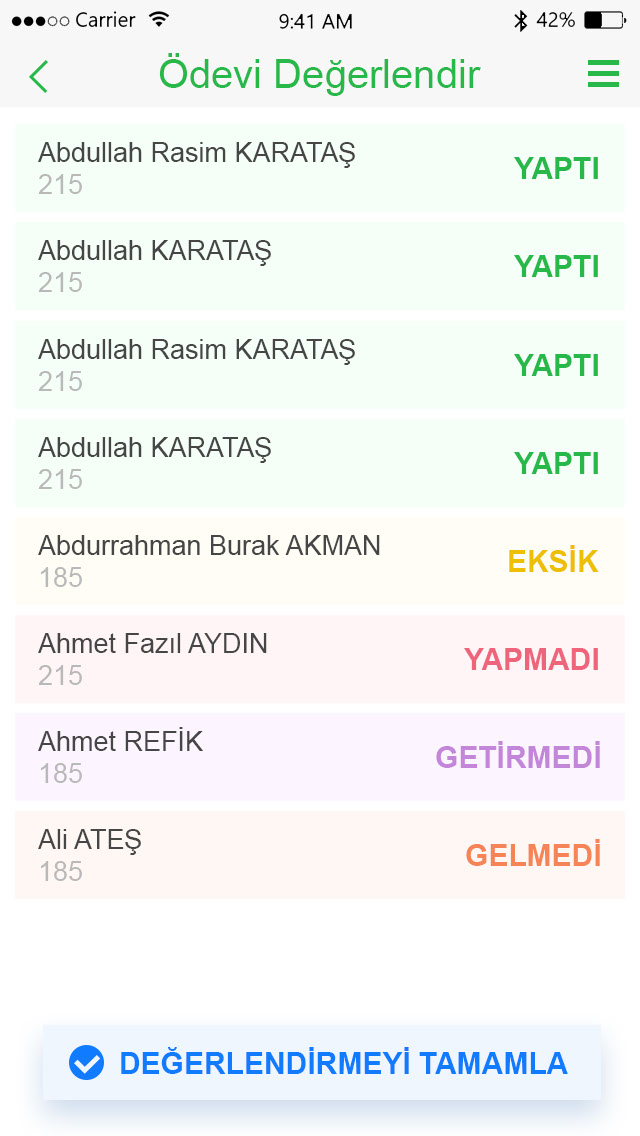 Carrier 9:41 AM 42%
Ödevi Değerlendir
Abdullah Rasim KARATAŞ
215
YAPTI
Abdullah KARATAŞ
215
YAPTI
Abdullah Rasim KARATAŞ
215
YAPTI
Abdullah KARATAŞ
215
YAPTI
Abdurrahman Burak AKMAN
185
EKSİK
Ahmet Fazıl AYDIN
215
YAPMADI
Ahmet REFİK
185
GETİRMEDİ
Ali ATEŞ
185
GELMEDİ
DEĞERLENDİRMEYİ TAMAMLA